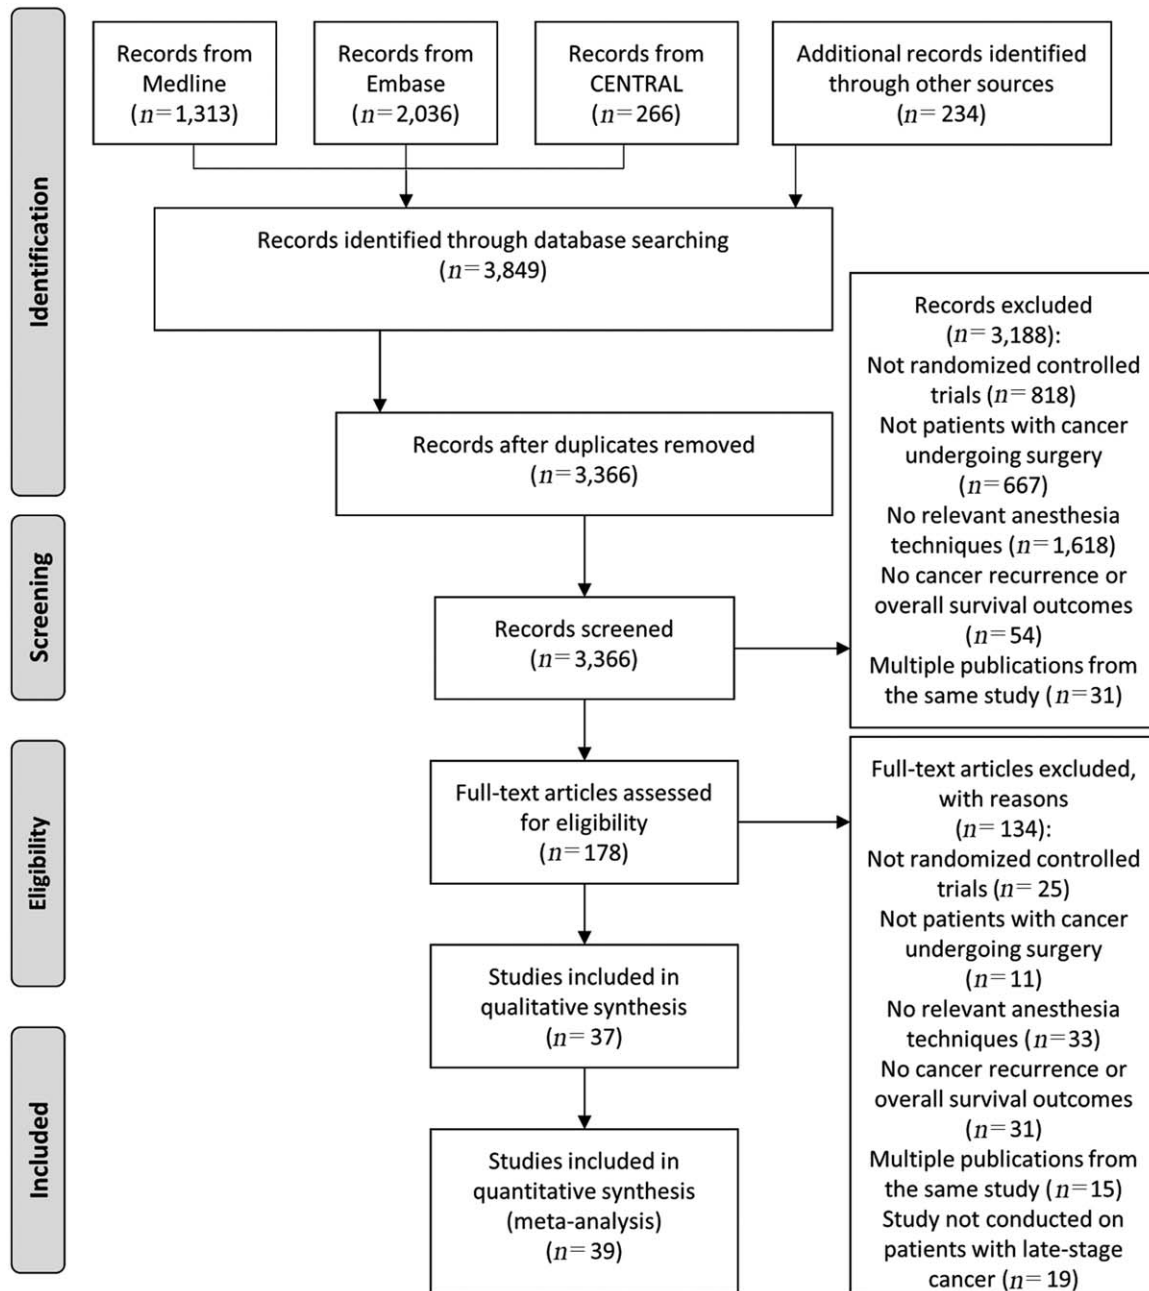 Identification
Records from
Medline
(n=1,313)
Records from
Embase
(n=2,036)
Records from
CENTRAL
(n=266)
Additional records identified
through other sources
(n=234)
Records identified through database searching
(n=3,849)
Records after duplicates removed
(n=3,366)
Screening
Records screened
(n=3,366)
Records excluded
(n=3,188):
Not randomized controlled
trials (n=818)
Not patients with cancer
undergoing surgery
(n=667)
No relevant anesthesia
techniques (n=1,618)
No cancer recurrence or
overall survival outcomes
(n=54)
Multiple publications from
the same study (n=31)
Eligibility
Full-text articles assessed
for eligibility
(n=178)
Full-text articles excluded,
with reasons
(n=134):
Not randomized controlled
trials (n=25)
Not patients with cancer
undergoing surgery
(n=11)
No relevant anesthesia
techniques (n=33)
No cancer recurrence or
overall survival outcomes
(n=31)
Multiple publications from
the same study (n=15)
Study not conducted on
patients with late-stage
cancer (n=19)
Studies included in
qualitative synthesis
(n=37)
Included
Studies included in
quantitative synthesis
(meta-analysis)
(n=39)